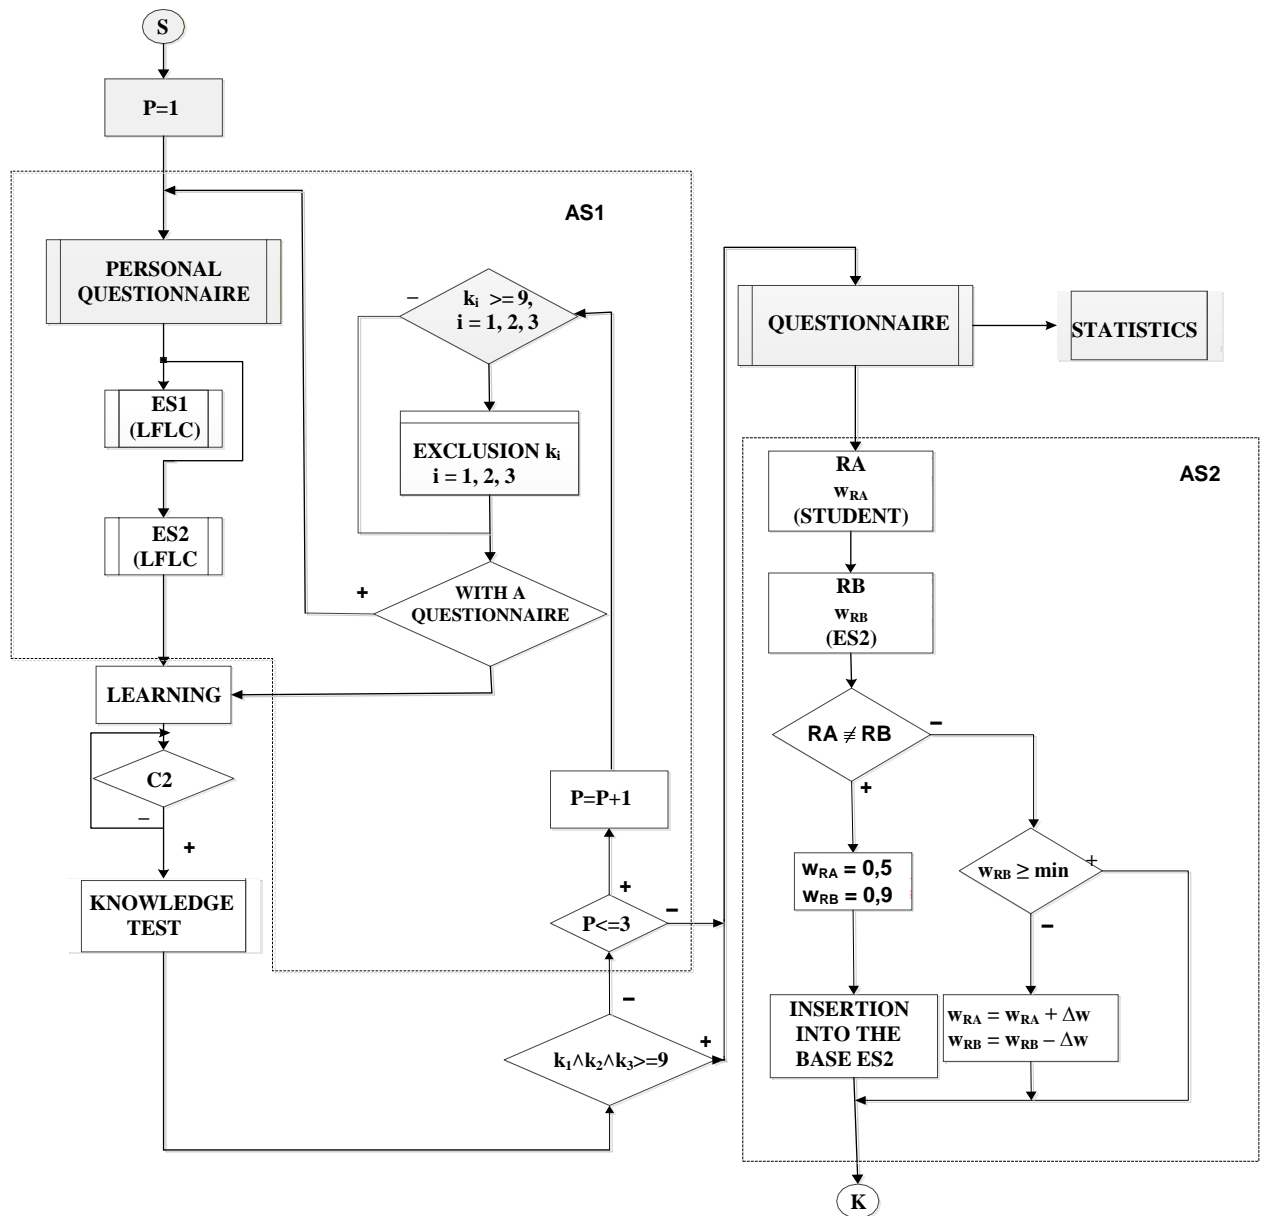 S
P=1
AS1
PERSONAL
QUESTIONNAIRE
ES1
(LFLC)
ES2
(LFLC
–
kᵢ >= 9,
i = 1, 2, 3
EXCLUSION kᵢ
i = 1, 2, 3
+
WITH A
QUESTIONNAIRE
LEARNING
C2
–
+
KNOWLEDGE
TEST
P=P+1
+
P<=3
–
–
k₁∧k₂∧k₃>=9
+
QUESTIONNAIRE
STATISTICS
AS2
RA
w_RA
(STUDENT)
RB
w_RB
(ES2)
RA ≢ RB
–
+
w_RA = 0,5
w_RB = 0,9
w_RB ≥ min
+
–
INSERTION
INTO THE
BASE ES2
w_RA = w_RA + Δw
w_RB = w_RB – Δw
K